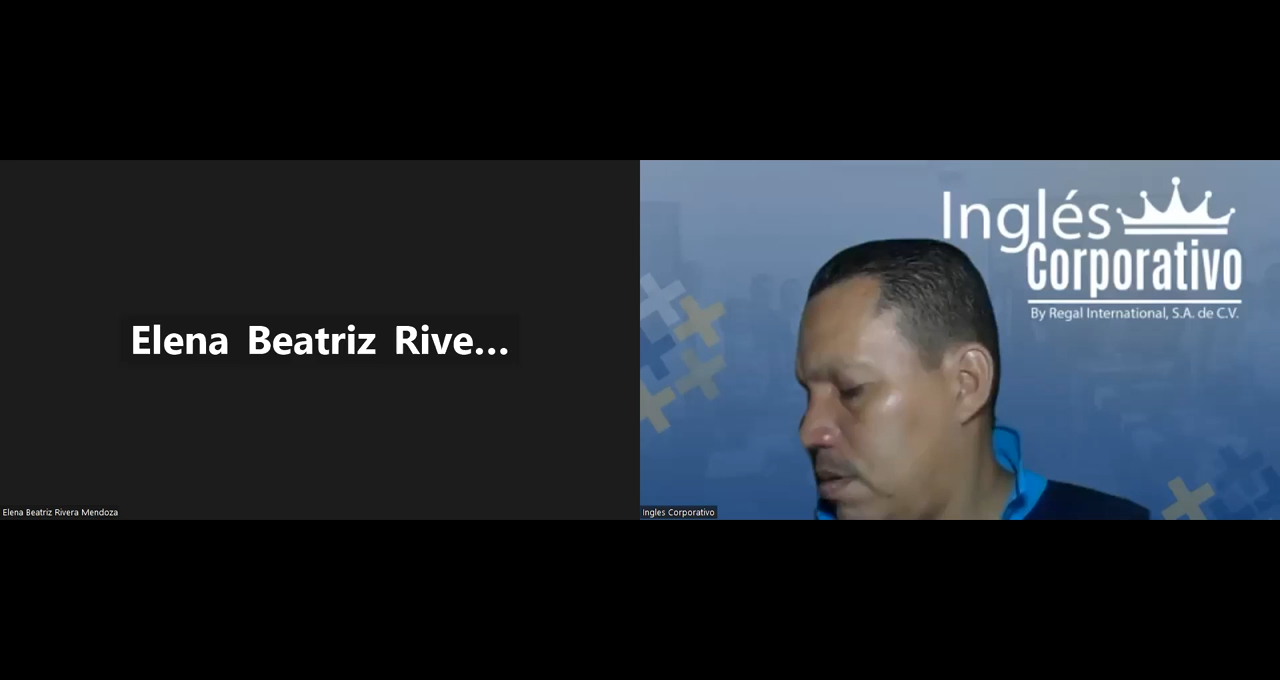 Elena Beatriz Rive...
Elena Beatriz Rivera Mendoza
Inglés
Corporativo
By Regal International, S.A. de C.V.
Ingles Corporativo